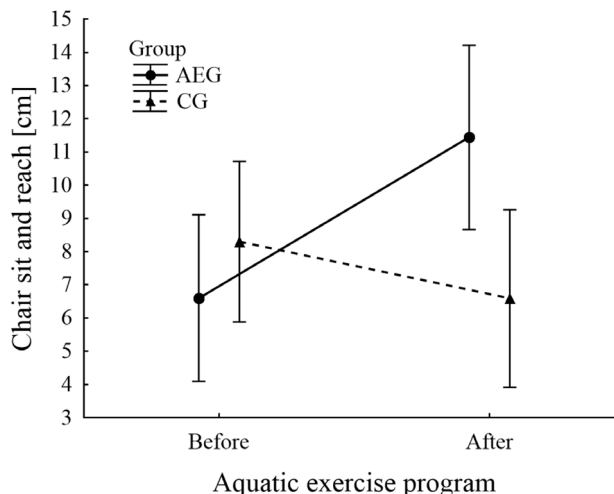 15
14
13
12
11
10
9
8
7
6
5
4
3
Chair sit and reach [cm]
Group
AEG
CG
Before
After
Aquatic exercise program